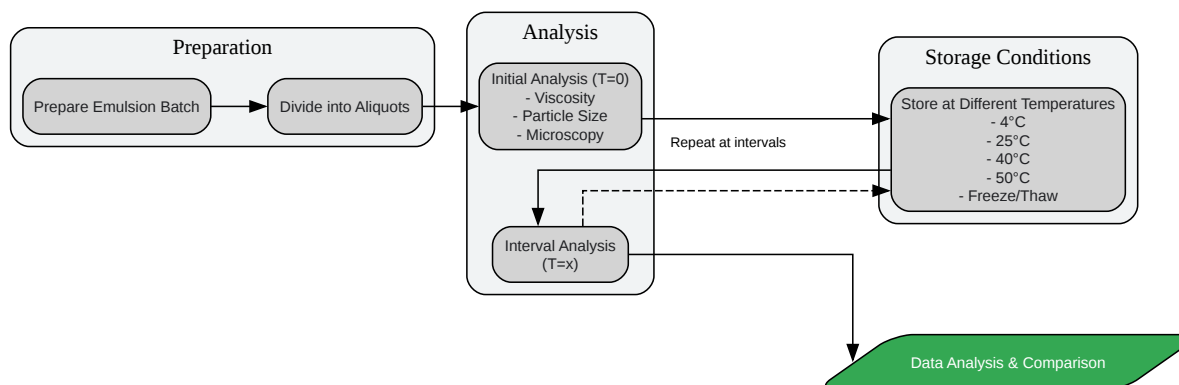 Preparation
Prepare Emulsion Batch
Divide into Aliquots
Analysis
Initial Analysis (T=0)
- Viscosity
- Particle Size
- Microscopy
Repeat at intervals
Interval Analysis
(T=x)
Storage Conditions
Store at Different Temperatures
- 4°C
- 25°C
- 40°C
- 50°C
- Freeze/Thaw
Data Analysis & Comparison